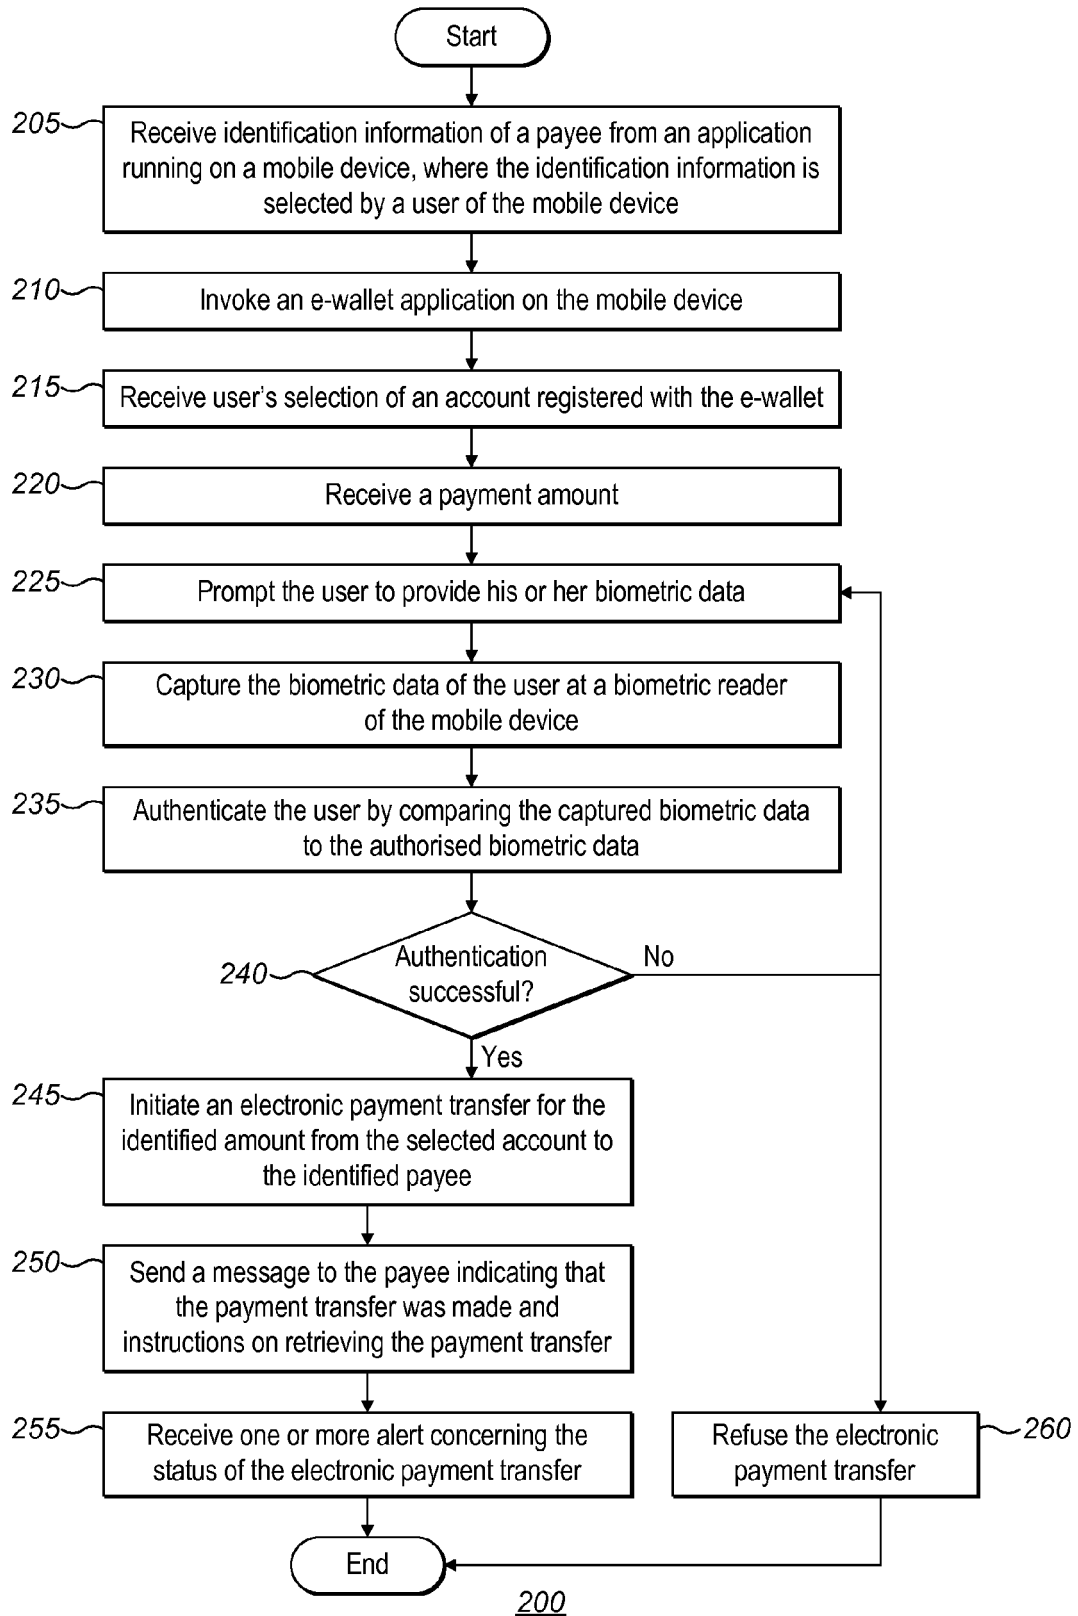 Start
205
Receive identification information of a payee from an application
running on a mobile device, where the identification information is
selected by a user of the mobile device
210
Invoke an e-wallet application on the mobile device
215
Receive user's selection of an account registered with the e-wallet
220
Receive a payment amount
225
Prompt the user to provide his or her biometric data
230
Capture the biometric data of the user at a biometric reader
of the mobile device
235
Authenticate the user by comparing the captured biometric data
to the authorised biometric data
240
Authentication
successful?
No
Yes
245
Initiate an electronic payment transfer for the
identified amount from the selected account to
the identified payee
250
Send a message to the payee indicating that
the payment transfer was made and
instructions on retrieving the payment transfer
255
Receive one or more alert concerning the
status of the electronic payment transfer
Refuse the electronic
payment transfer
260
End
200